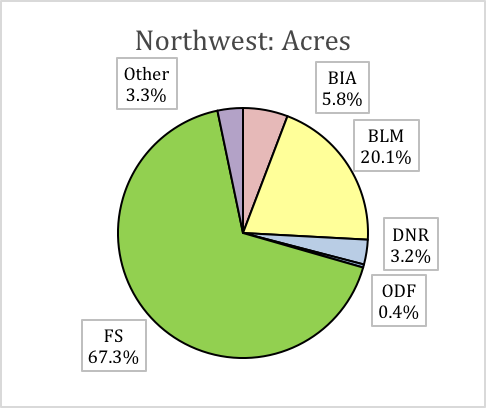 Northwest: Acres
Other
3.3%
BIA
5.8%
BLM
20.1%
DNR
3.2%
ODF
0.4%
FS
67.3%